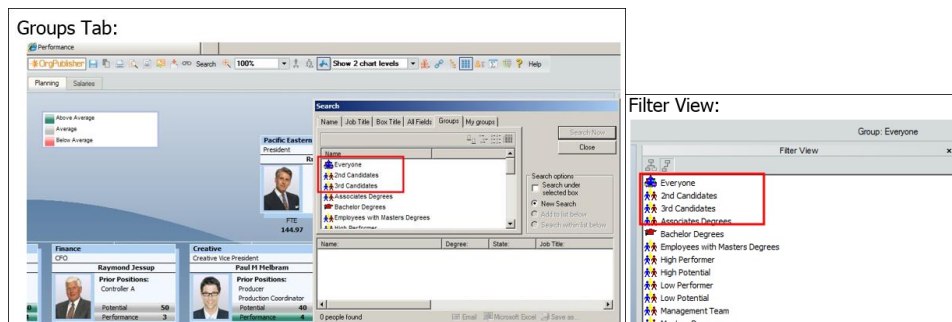 Groups Tab:
Performance
OrgPublisher Search 100% Show 2 chart levels Help
Planning Salaries
Above Average
Average
Below Average
Pacific Eastern
President
FTE
144.97
Finance
CFO
Raymond Jessup
Prior Positions:
Controller A
Potential 50
Performance 3
Creative
Creative Vice President
Paul M Melbram
Prior Positions:
Producer
Production Coordinator
Potential 40
Performance 4
Search
Name Job Title Box Title All Fields Groups My groups
Search Now
Close
Name
Everyone
2nd Candidates
3rd Candidates
Associates Degrees
Bachelor Degrees
Employees with Masters Degrees
High Performer
Search options
Search under
selected box
New Search
Add to list below
Search within list below
Name: Degree: State: Job Title:
0 people found Email Microsoft Excel Save as...
Filter View:
Group: Everyone
Filter View x
Everyone
2nd Candidates
3rd Candidates
Associates Degrees
Bachelor Degrees
Employees with Masters Degrees
High Performer
High Potential
Low Performer
Low Potential
Management Team